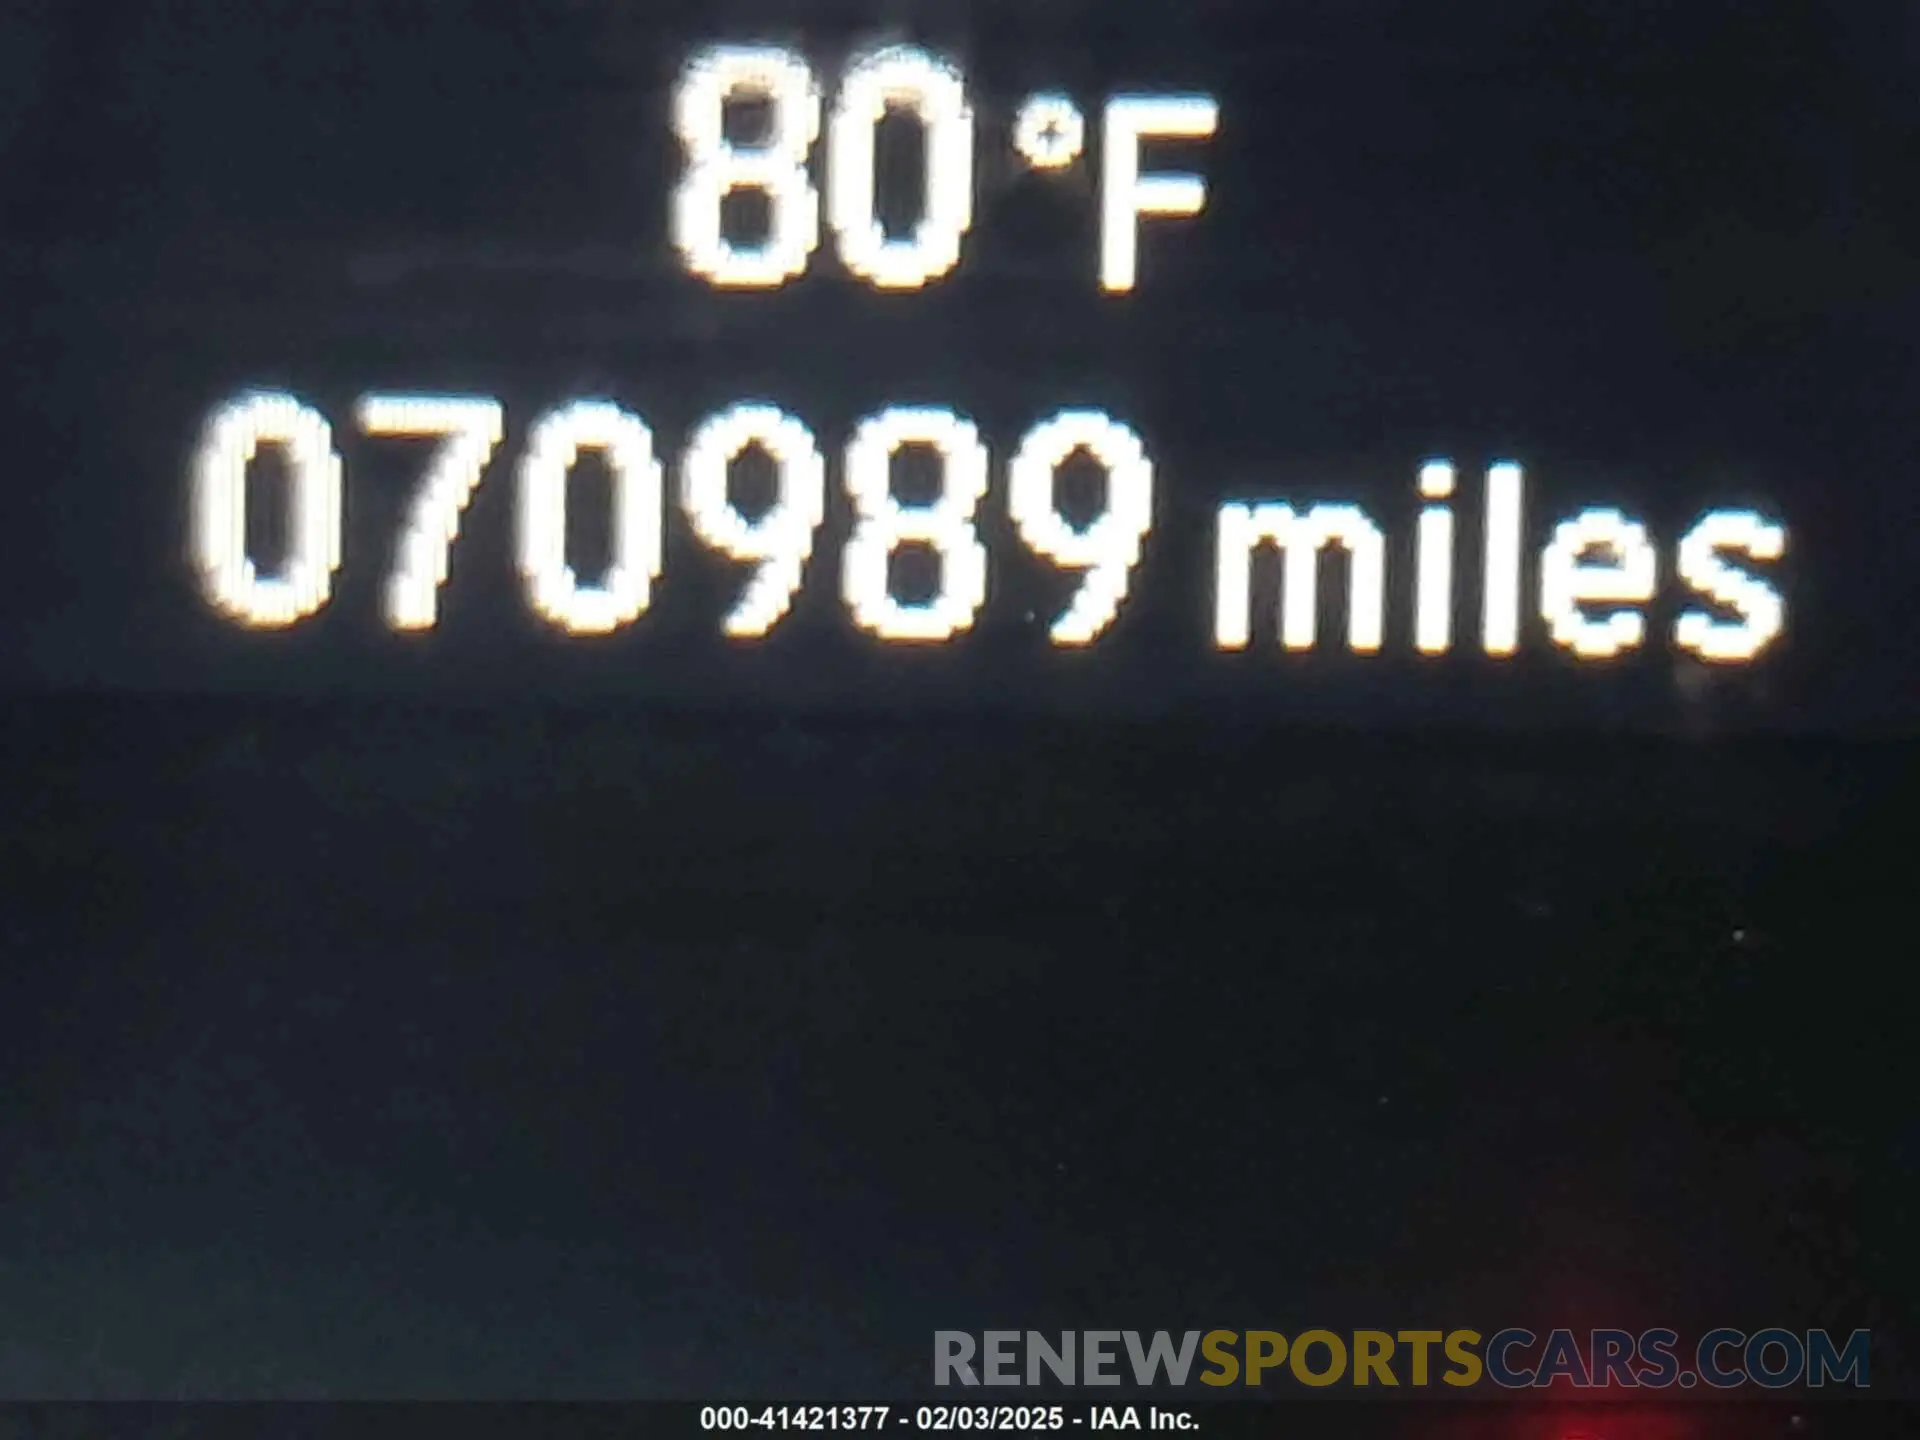 80 °F
070989 miles
RENEWSPORTSCARS.COM
000-41421377 - 02/03/2025 - IAA Inc.